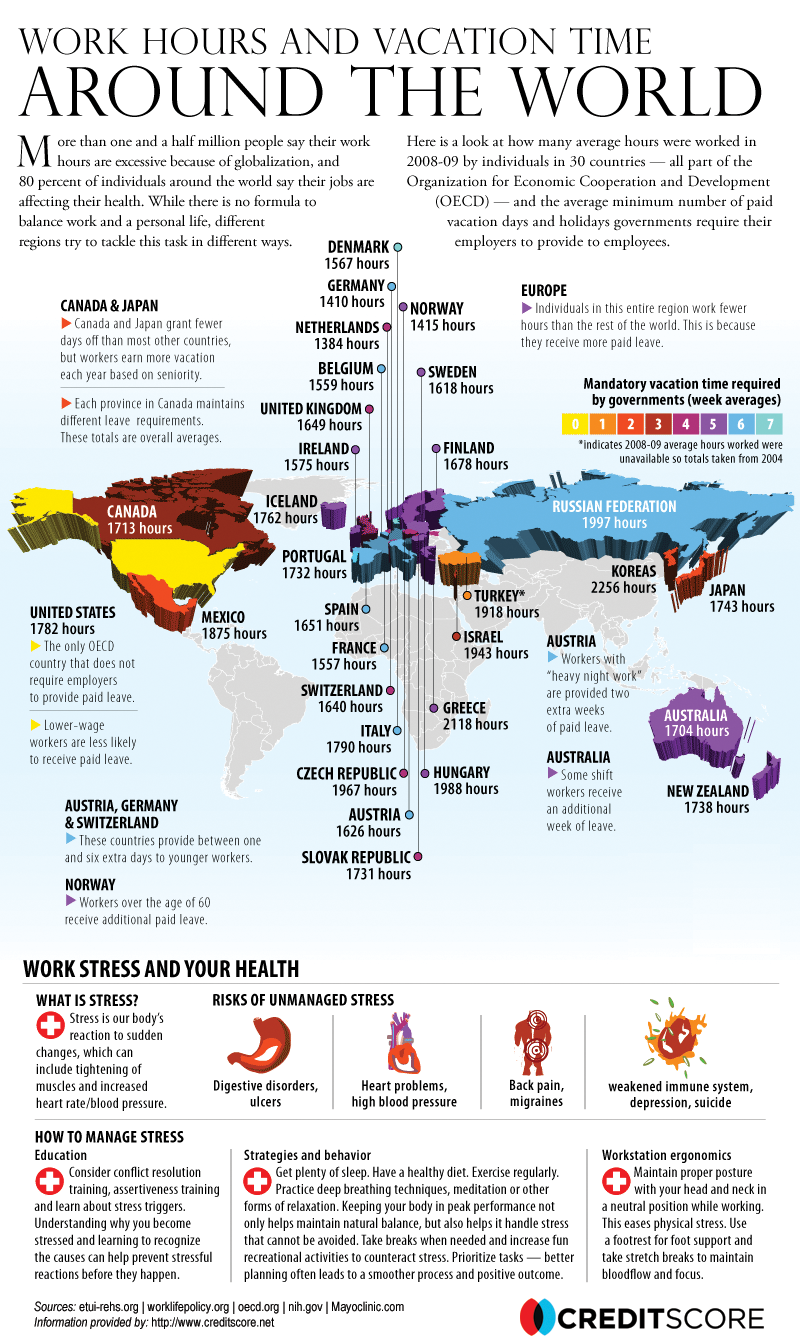 WORK HOURS AND VACATION TIME
AROUND THE WORLD
More than one and a half million people say their work
hours are excessive because of globalization, and
80 percent of individuals around the world say their jobs are
affecting their health. While there is no formula to
balance work and a personal life, different
regions try to tackle this task in different ways.
Here is a look at how many average hours were worked in
2008-09 by individuals in 30 countries — all part of the
Organization for Economic Cooperation and Development
(OECD) — and the average minimum number of paid
vacation days and holidays governments require their
employers to provide to employees.
DENMARK
1567 hours
GERMANY
1410 hours
NORWAY
1415 hours
NETHERLANDS
1384 hours
BELGIUM
1559 hours
SWEDEN
1618 hours
UNITED KINGDOM
1649 hours
IRELAND
1575 hours
FINLAND
1678 hours
ICELAND
1762 hours
CANADA & JAPAN
Canada and Japan grant fewer
days off than most other countries,
but workers earn more vacation
each year based on seniority.
Each province in Canada maintains
different leave requirements.
These totals are overall averages.
EUROPE
Individuals in this entire region work fewer
hours than the rest of the world. This is because
they receive more paid leave.
Mandatory vacation time required
by governments (week averages)
0 1 2 3 4 5 6 7
*indicates 2008-09 average hours worked were
unavailable so totals taken from 2004
CANADA
1713 hours
RUSSIAN FEDERATION
1997 hours
PORTUGAL
1732 hours
KOREAS
2256 hours
JAPAN
1743 hours
TURKEY*
1918 hours
SPAIN
1651 hours
ISRAEL
1943 hours
UNITED STATES
1782 hours
The only OECD
country that does not
require employers
to provide paid leave.
Lower-wage
workers are less likely
to receive paid leave.
MEXICO
1875 hours
FRANCE
1557 hours
SWITZERLAND
1640 hours
GREECE
2118 hours
ITALY
1790 hours
CZECH REPUBLIC
1967 hours
HUNGARY
1988 hours
AUSTRIA
1626 hours
SLOVAK REPUBLIC
1731 hours
AUSTRIA
Workers with
“heavy night work”
are provided two
extra weeks
of paid leave.
AUSTRALIA
Some shift
workers receive
an additional
week of leave.
AUSTRALIA
1704 hours
NEW ZEALAND
1738 hours
AUSTRIA, GERMANY
& SWITZERLAND
These countries provide between one
and six extra days to younger workers.
NORWAY
Workers over the age of 60
receive additional paid leave.
WORK STRESS AND YOUR HEALTH
WHAT IS STRESS?
Stress is our body’s
reaction to sudden
changes, which can
include tightening of
muscles and increased
heart rate/blood pressure.
RISKS OF UNMANAGED STRESS
Digestive disorders,
ulcers
Heart problems,
high blood pressure
Back pain,
migraines
weakened immune system,
depression, suicide
HOW TO MANAGE STRESS
Education
Consider conflict resolution
training, assertiveness training
and learn about stress triggers.
Understanding why you become
stressed and learning to recognize
the causes can help prevent stressful
reactions before they happen.
Strategies and behavior
Get plenty of sleep. Have a healthy diet. Exercise regularly.
Practice deep breathing techniques, meditation or other
forms of relaxation. Keeping your body in peak performance not
only helps maintain natural balance, but also helps it handle stress
that cannot be avoided. Take breaks when needed and increase fun
recreational activities to counteract stress. Prioritize tasks — better
planning often leads to a smoother process and positive outcome.
Workstation ergonomics
Maintain proper posture
with your head and neck in
a neutral position while working.
This eases physical stress. Use
a footrest for foot support and
take stretch breaks to maintain
bloodflow and focus.
Sources: etui-rehs.org | worklifepolicy.org | oecd.org | nih.gov | Mayoclinic.com
Information provided by: http://www.creditscore.net
CREDITSCORE